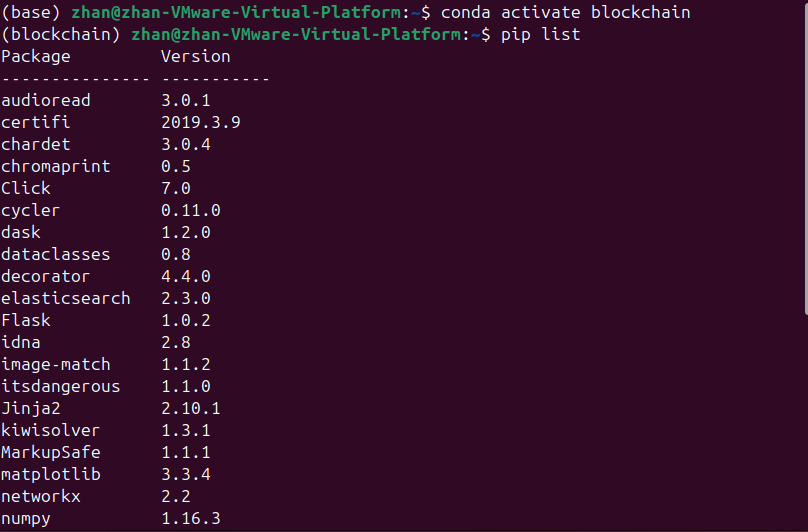 (base) zhan@zhan-VMware-Virtual-Platform:~$ conda activate blockchain
(blockchain) zhan@zhan-VMware-Virtual-Platform:~$ pip list
Package         Version
--------------- -----------
audioread       3.0.1
certifi         2019.3.9
chardet         3.0.4
chromaprint     0.5
Click           7.0
cycler          0.11.0
dask            1.2.0
dataclasses     0.8
decorator       4.4.0
elasticsearch   2.3.0
Flask           1.0.2
idna            2.8
image-match     1.1.2
itsdangerous    1.1.0
Jinja2          2.10.1
kiwisolver      1.3.1
MarkupSafe      1.1.1
matplotlib      3.3.4
networkx        2.2
numpy           1.16.3